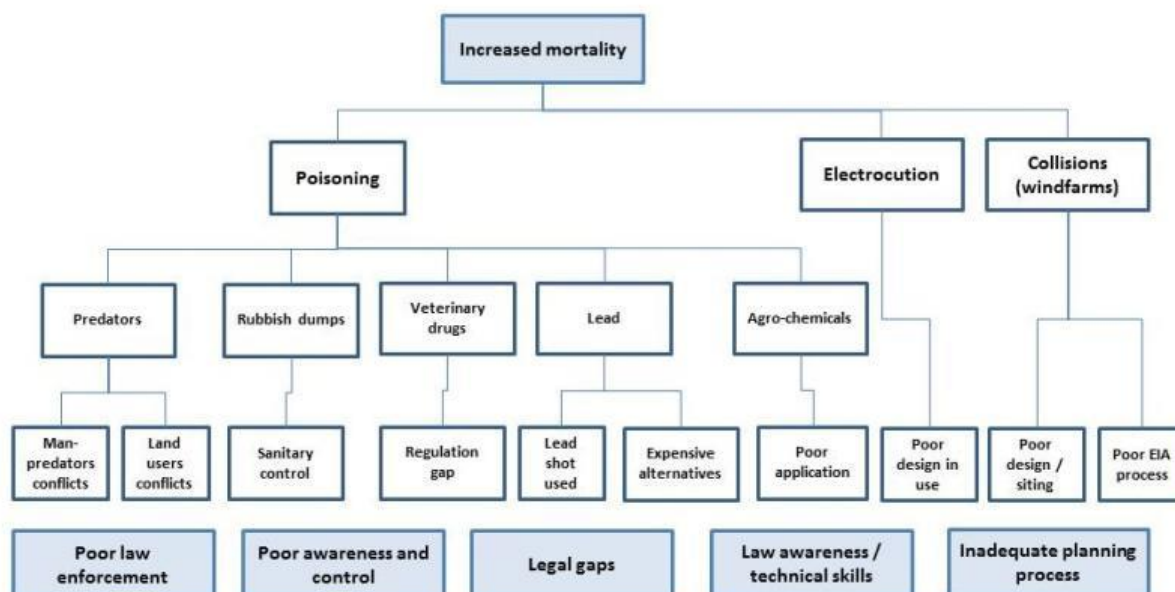 Increased mortality
Poisoning
Electrocution
Collisions
(windfarms)
Predators
Rubbish dumps
Veterinary
drugs
Lead
Agro-chemicals
Man-
predators
conflicts
Land
users
conflicts
Sanitary
control
Regulation
gap
Lead
shot
used
Expensive
alternatives
Poor
application
Poor
design in
use
Poor
design /
siting
Poor EIA
process
Poor law
enforcement
Poor awareness and
control
Legal gaps
Law awareness /
technical skills
Inadequate planning
process